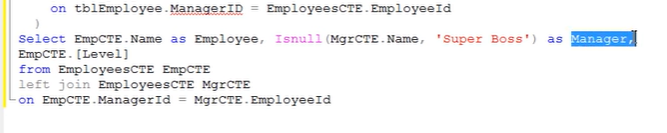 on tblEmployee.ManagerID = EmployeesCTE.EmployeeId
)
Select EmpCTE.Name as Employee, Isnull(MgrCTE.Name, 'Super Boss') as Manager,
EmpCTE.[Level]
from EmployeesCTE EmpCTE
left join EmployeesCTE MgrCTE
on EmpCTE.ManagerId = MgrCTE.EmployeeId